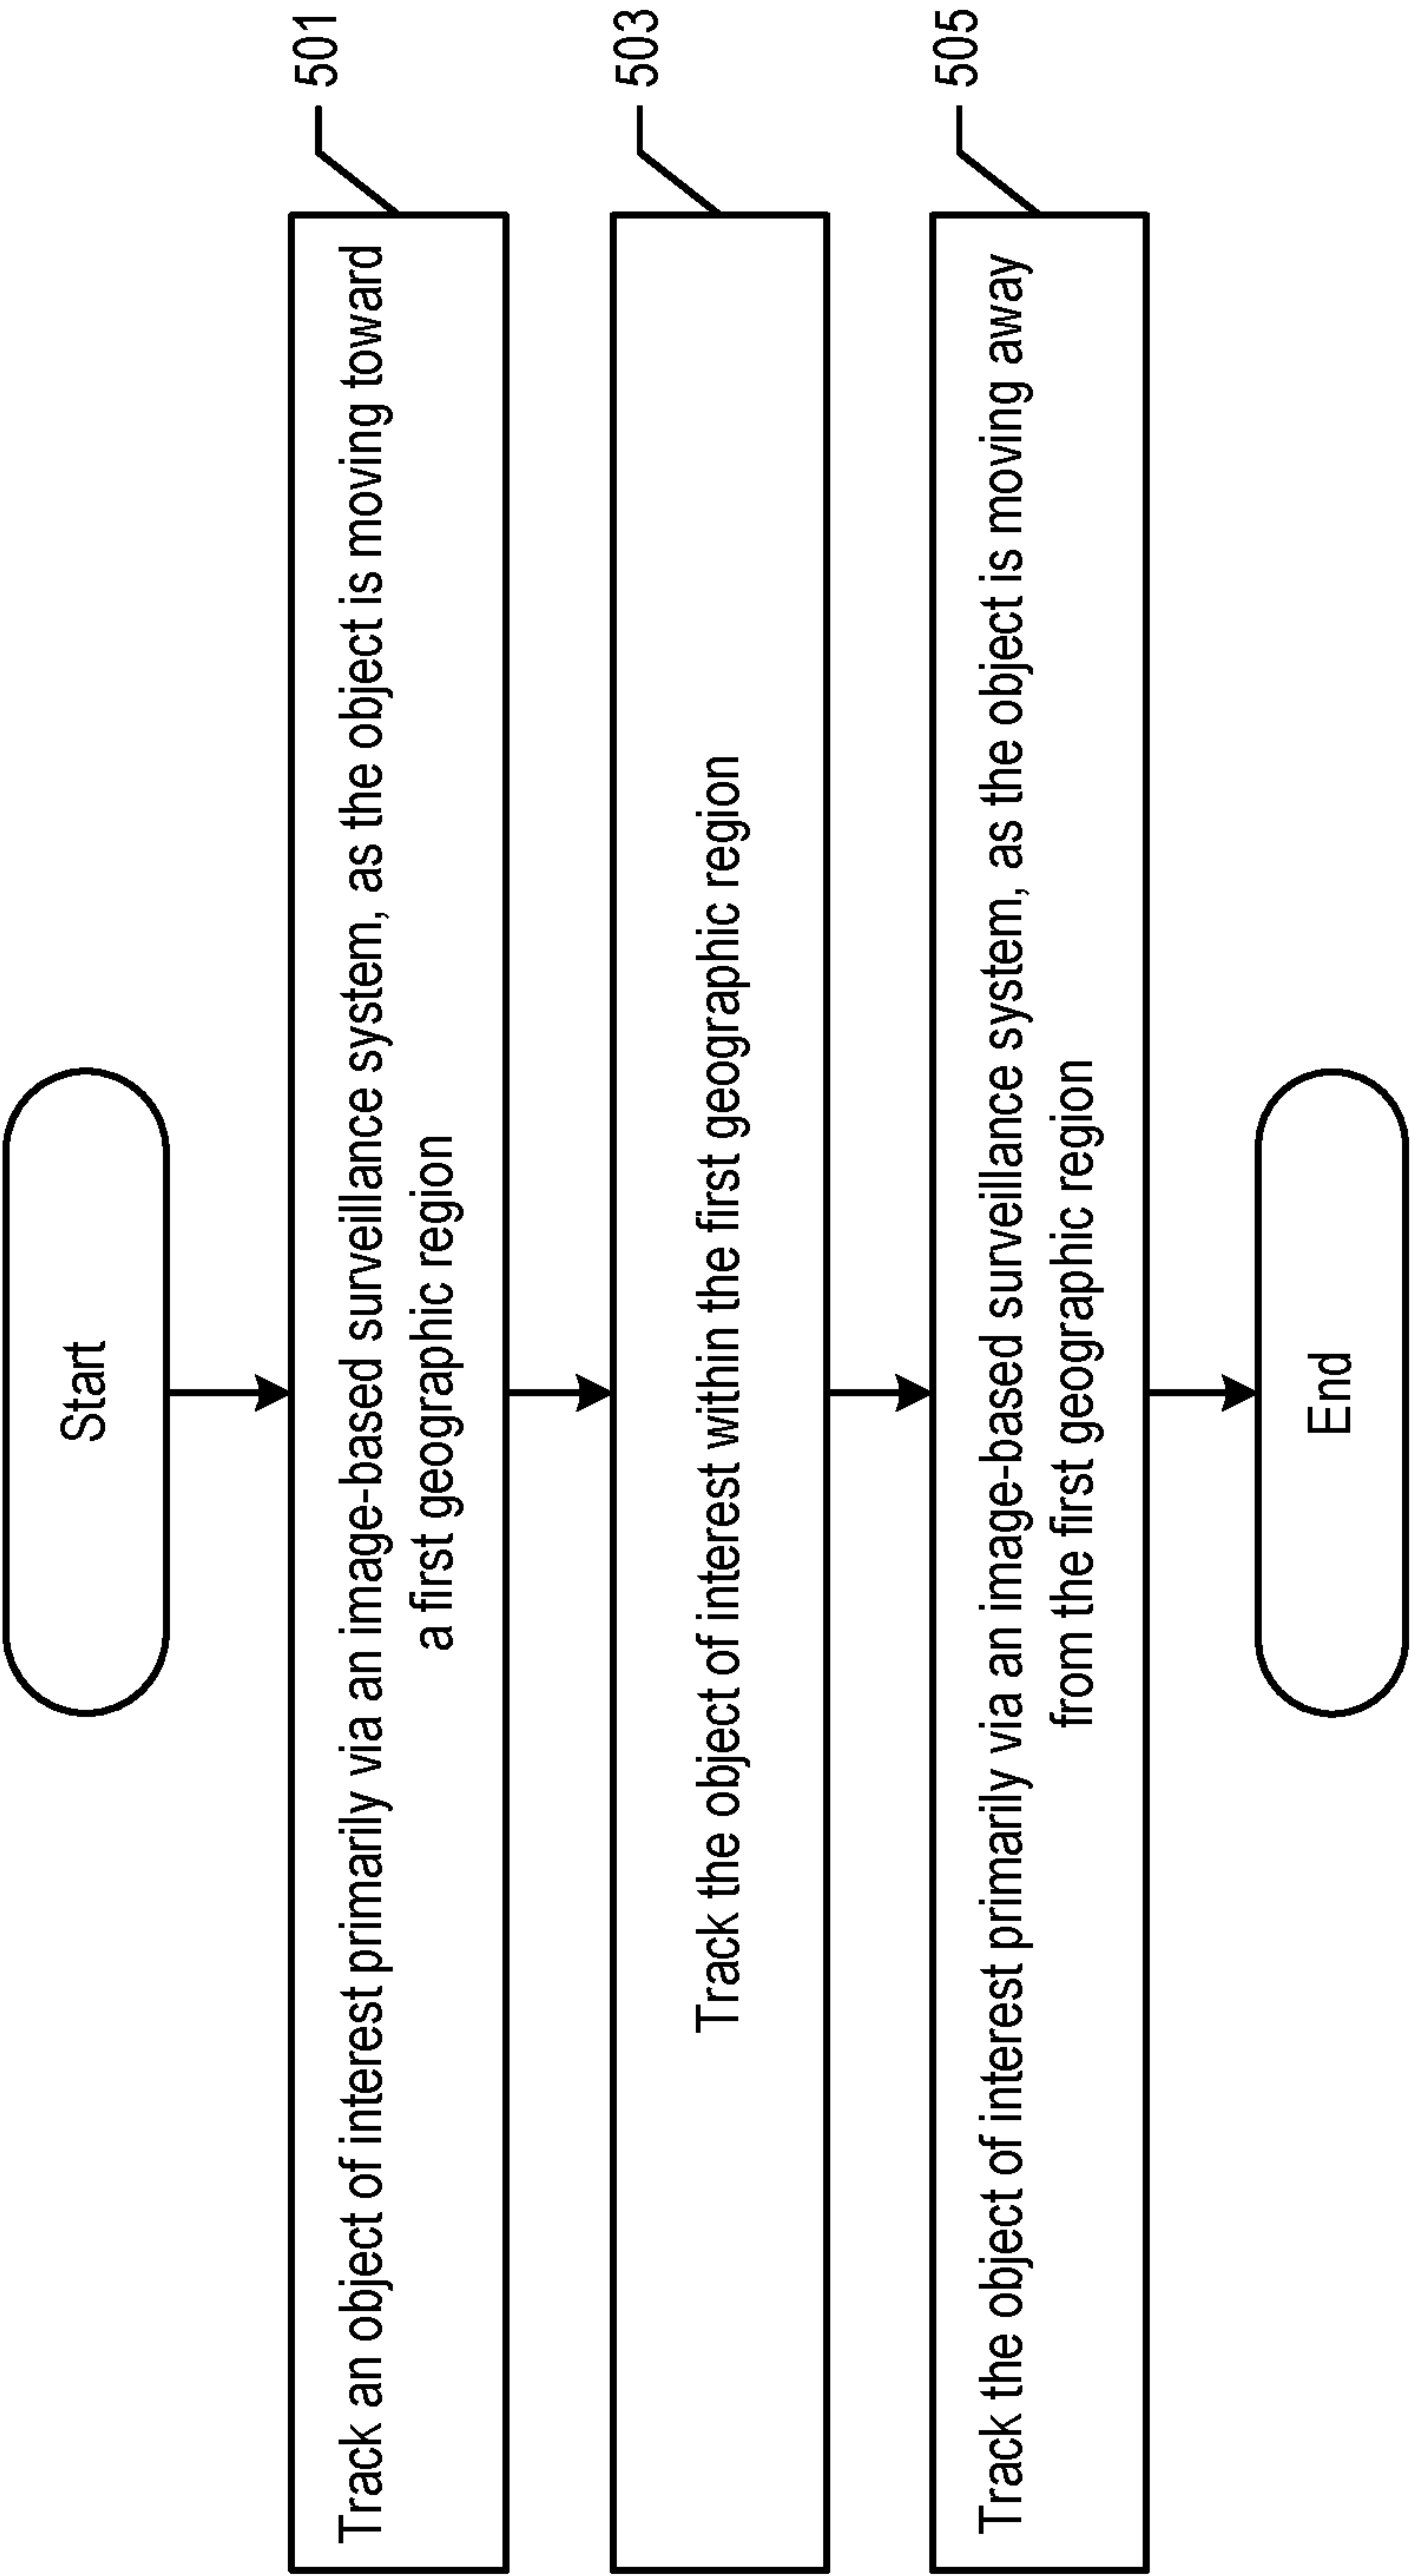 Start
501
Track an object of interest primarily via an image-based surveillance system, as the object is moving toward
a first geographic region
503
Track the object of interest within the first geographic region
505
Track the object of interest primarily via an image-based surveillance system, as the object is moving away
from the first geographic region
End